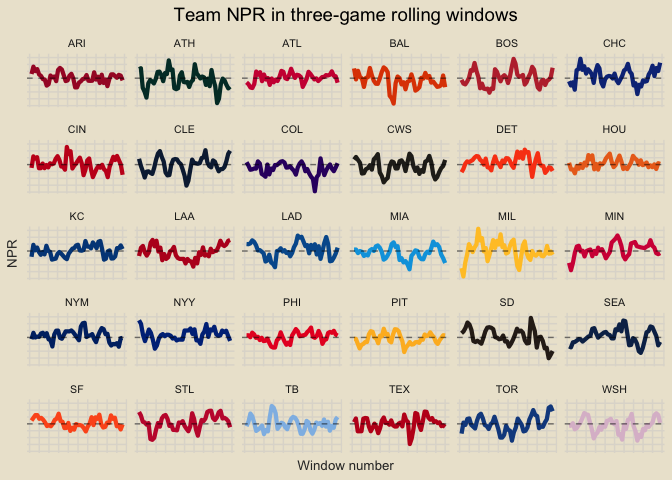 Team NPR in three-game rolling windows
ARI ATH ATL BAL BOS CHC
CIN CLE COL CWS DET HOU
KC LAA LAD MIA MIL MIN
NPR
NYM NYY PHI PIT SD SEA
SF STL TB TEX TOR WSH
Window number